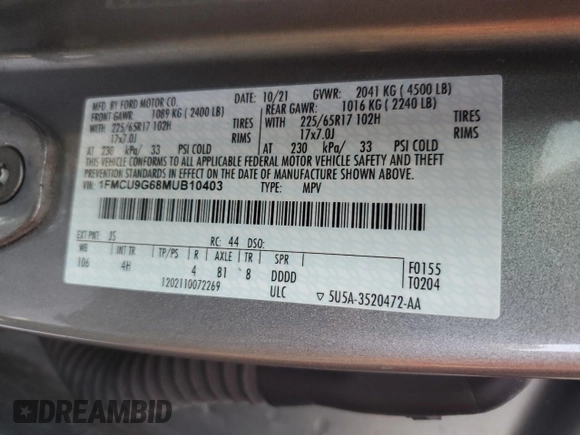 MFD. BY FORD MOTOR CO. DATE: 10/21 GVWR: 2041 KG ( 4500 LB)
FRONT GAWR: 1089 KG ( 2400 LB) REAR GAWR: 1016 KG ( 2240 LB)
WITH 225/65R17 102H TIRES WITH 225/65R17 102H TIRES
17x7.0J RIMS 17x7.0J RIMS
AT 230 kPa/ 33 PSI COLD AT 230 kPa/ 33 PSI COLD
THIS VEHICLE CONFORMS TO ALL APPLICABLE FEDERAL MOTOR VEHICLE SAFETY AND THEFT
PREVENTION STANDARDS IN EFFECT ON THE DATE OF MANUFACTURE SHOWN ABOVE.
1FMCU9G68MUB10403 TYPE: MPV
EXT PNT: JS RC: 44 DSO:
WB INT TR TP/PS R AXLE TR SPR F0155
106 4H 4 81 8 DDDD T0204
1202110072269 ULC ▽ 5U5A-3520472-AA
DREAMBID